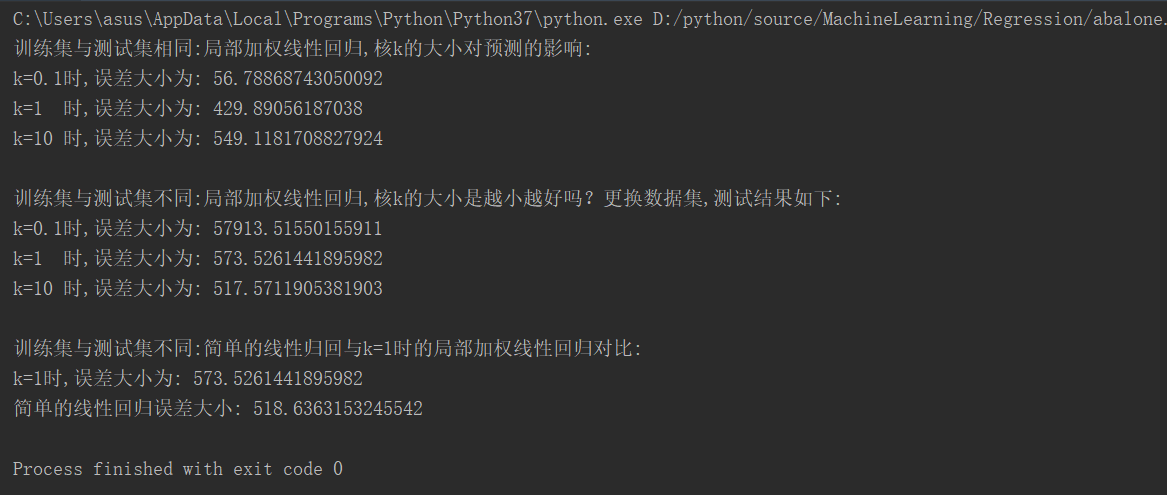 C:\Users\asus\AppData\Local\Programs\Python\Python37\python.exe D:/python/source/MachineLearning/Regression/abalone.
训练集与测试集相同:局部加权线性回归,核k的大小对预测的影响:
k=0.1时,误差大小为: 56.78868743050092
k=1  时,误差大小为: 429.89056187038
k=10 时,误差大小为: 549.1181708827924
训练集与测试集不同:局部加权线性回归,核k的大小是越小越好吗? 更换数据集,测试结果如下:
k=0.1时,误差大小为: 57913.51550155911
k=1  时,误差大小为: 573.5261441895982
k=10 时,误差大小为: 517.5711905381903
训练集与测试集不同:简单的线性归回与k=1时的局部加权线性回归对比:
k=1时,误差大小为: 573.5261441895982
简单的线性回归误差大小: 518.6363153245542
Process finished with exit code 0